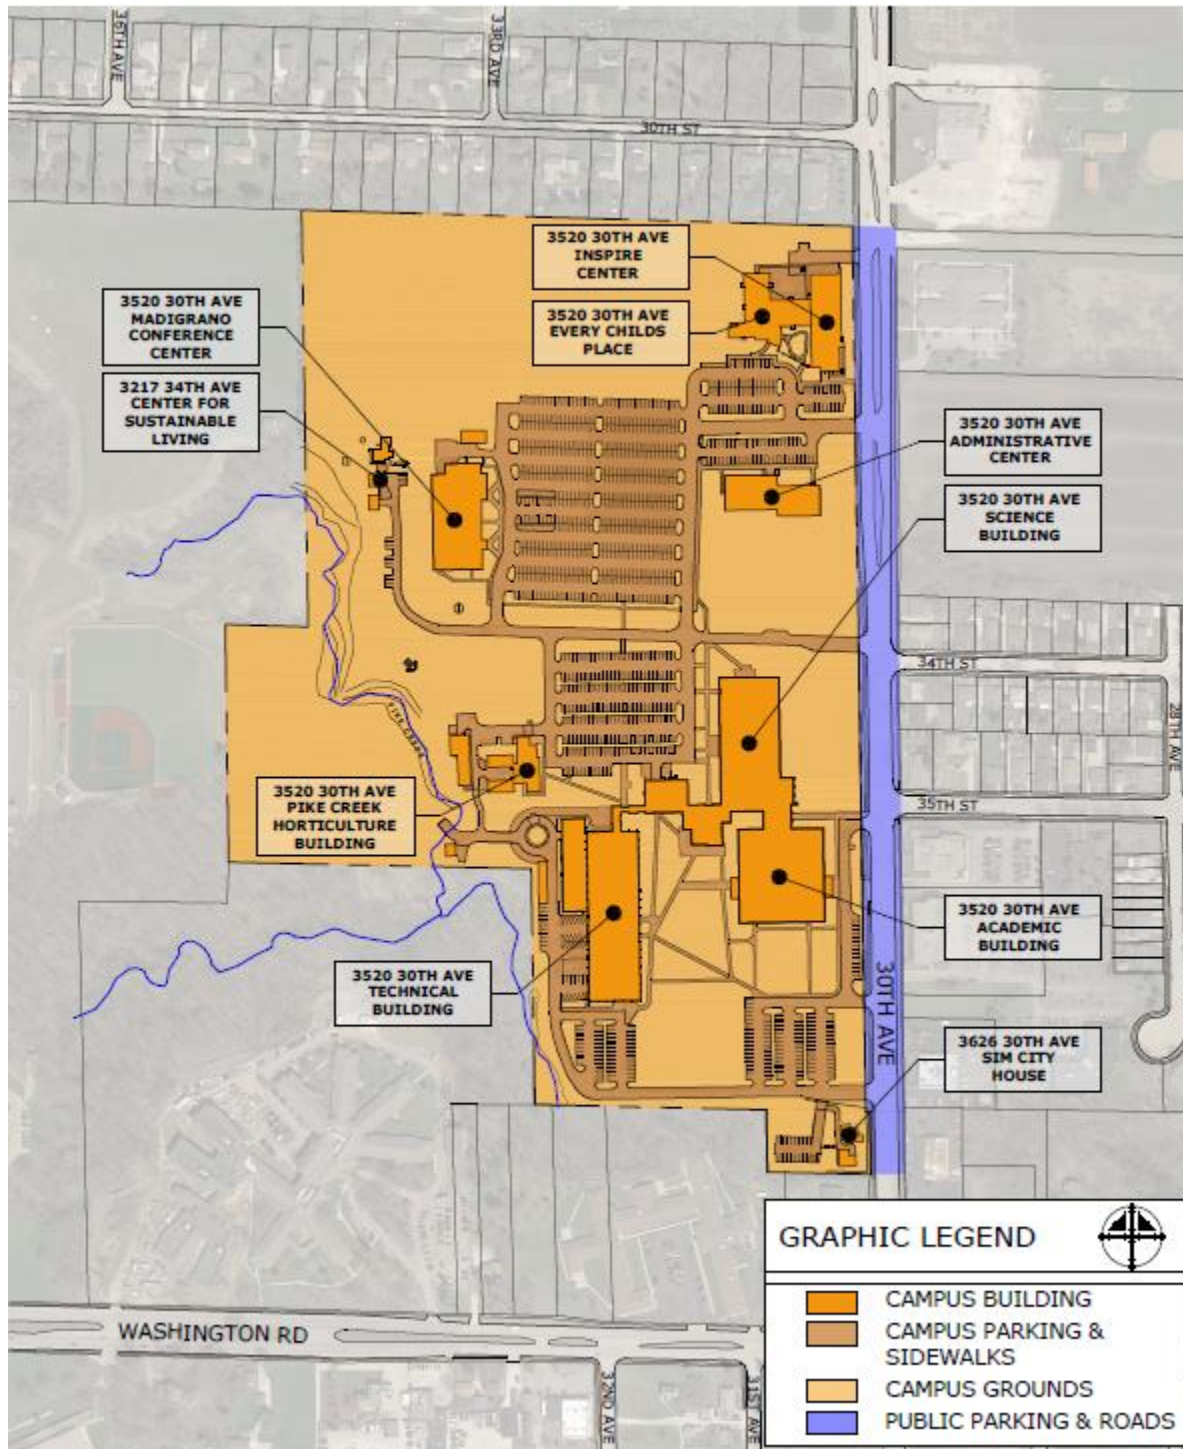 36TH AVE
33RD AVE
30TH ST
3520 30TH AVE
INSPIRE
CENTER
3520 30TH AVE
MADIGRANO
CONFERENCE
CENTER
3520 30TH AVE
EVERY CHILDS
PLACE
3217 34TH AVE
CENTER FOR
SUSTAINABLE
LIVING
3520 30TH AVE
ADMINISTRATIVE
CENTER
3520 30TH AVE
SCIENCE
BUILDING
34TH ST
28TH AVE
PIKE CREEK
3520 30TH AVE
PIKE CREEK
HORTICULTURE
BUILDING
35TH ST
3520 30TH AVE
ACADEMIC
BUILDING
3520 30TH AVE
TECHNICAL
BUILDING
30TH AVE
3626 30TH AVE
SIM CITY
HOUSE
GRAPHIC LEGEND
CAMPUS BUILDING
CAMPUS PARKING &
SIDEWALKS
CAMPUS GROUNDS
PUBLIC PARKING & ROADS
WASHINGTON RD
32ND AVE
31ST AVE